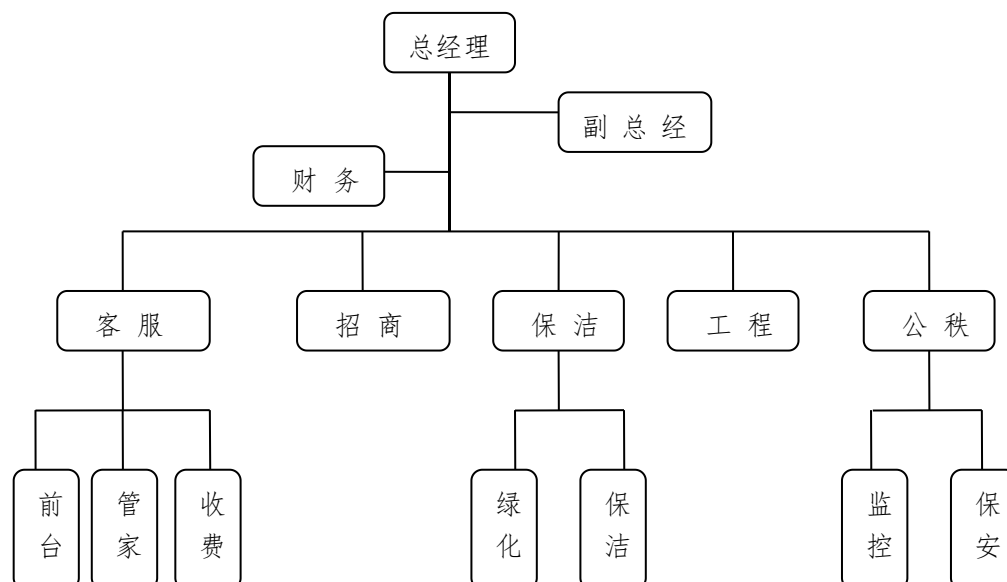 总经理
副总经
财务
客服
招商
保洁
工程
公秩
前台
管家
收费
绿化
保洁
监控
保安